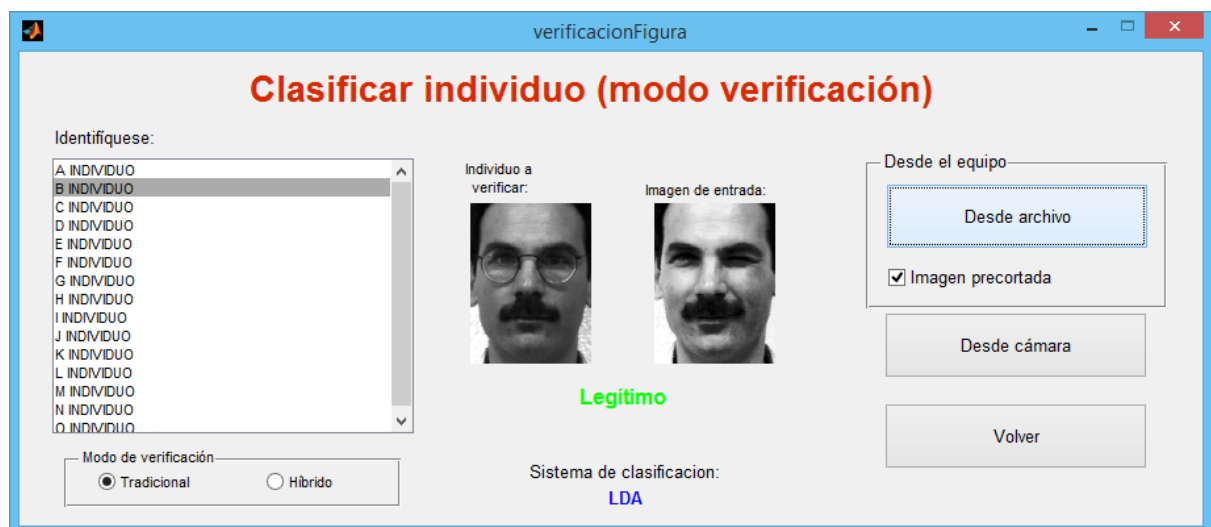 verificacionFigura
Clasificar individuo (modo verificación)
Identifíquese:
A INDIVIDUO
B INDIVIDUO
C INDIVIDUO
D INDIVIDUO
E INDIVIDUO
F INDIVIDUO
G INDIVIDUO
H INDIVIDUO
I INDIVIDUO
J INDIVIDUO
K INDIVIDUO
L INDIVIDUO
M INDIVIDUO
N INDIVIDUO
O INDIVIDUO
Modo de verificación
Tradicional
Híbrido
Individuo a
verificar:
Imagen de entrada:
Legítimo
Sistema de clasificacion:
LDA
Desde el equipo
Desde archivo
Imagen precortada
Desde cámara
Volver